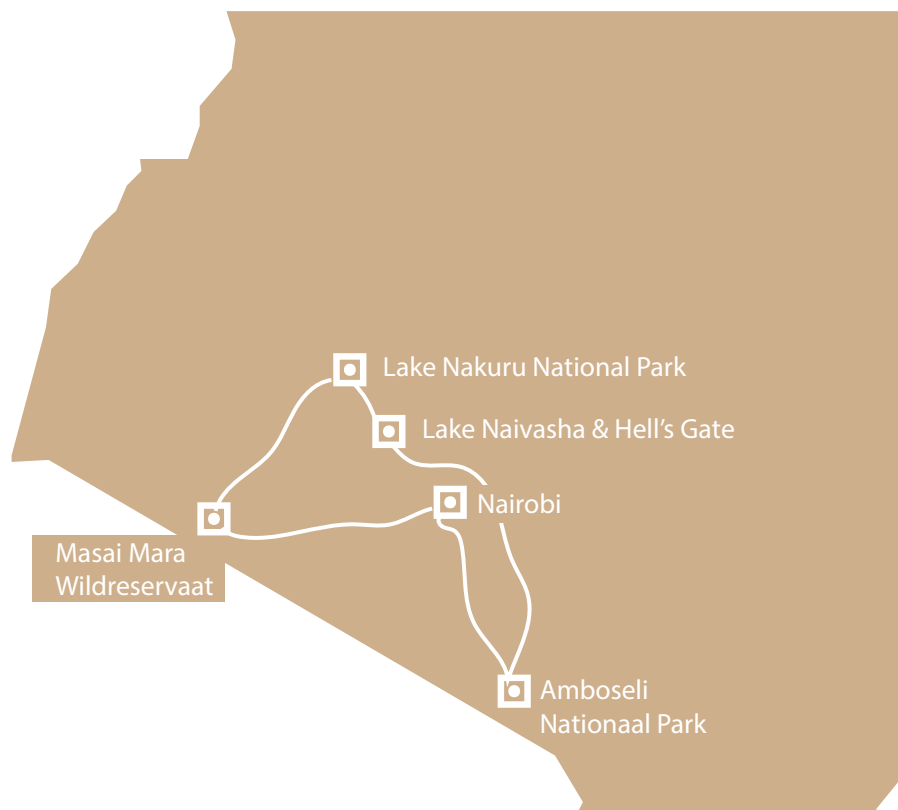 Lake Nakuru National Park
Lake Naivasha & Hell’s Gate
Nairobi
Masai Mara
Wildreservaat
Amboseli
Nationaal Park